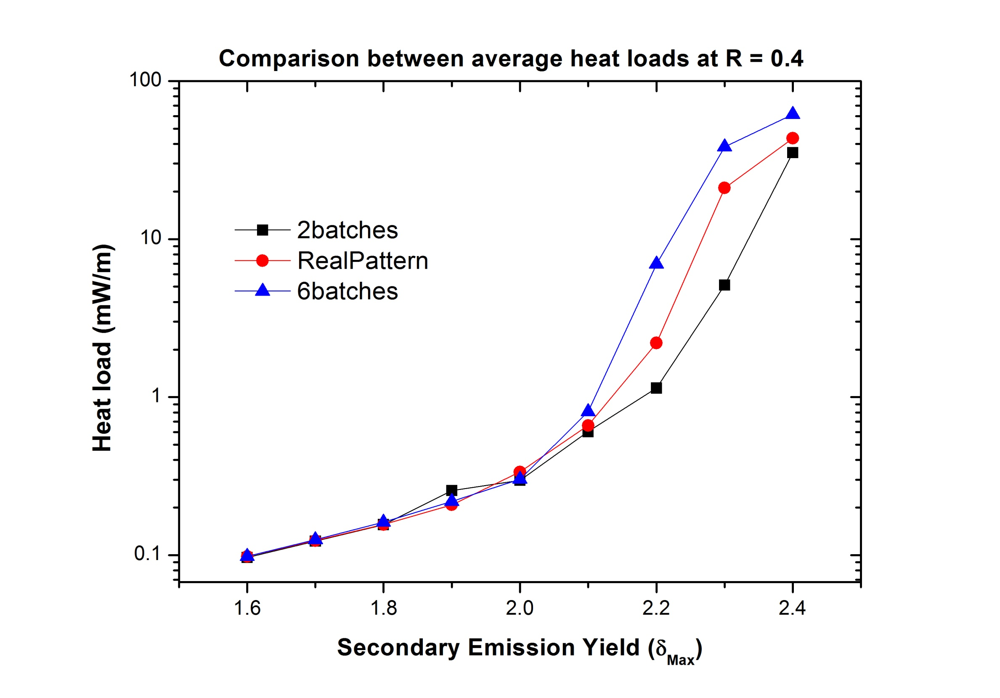 Comparison between average heat loads at R = 0.4
100
10
1
0.1
Heat load (mW/m)
2batches
RealPattern
6batches
1.6 1.8 2.0 2.2 2.4
Secondary Emission Yield (δMax)